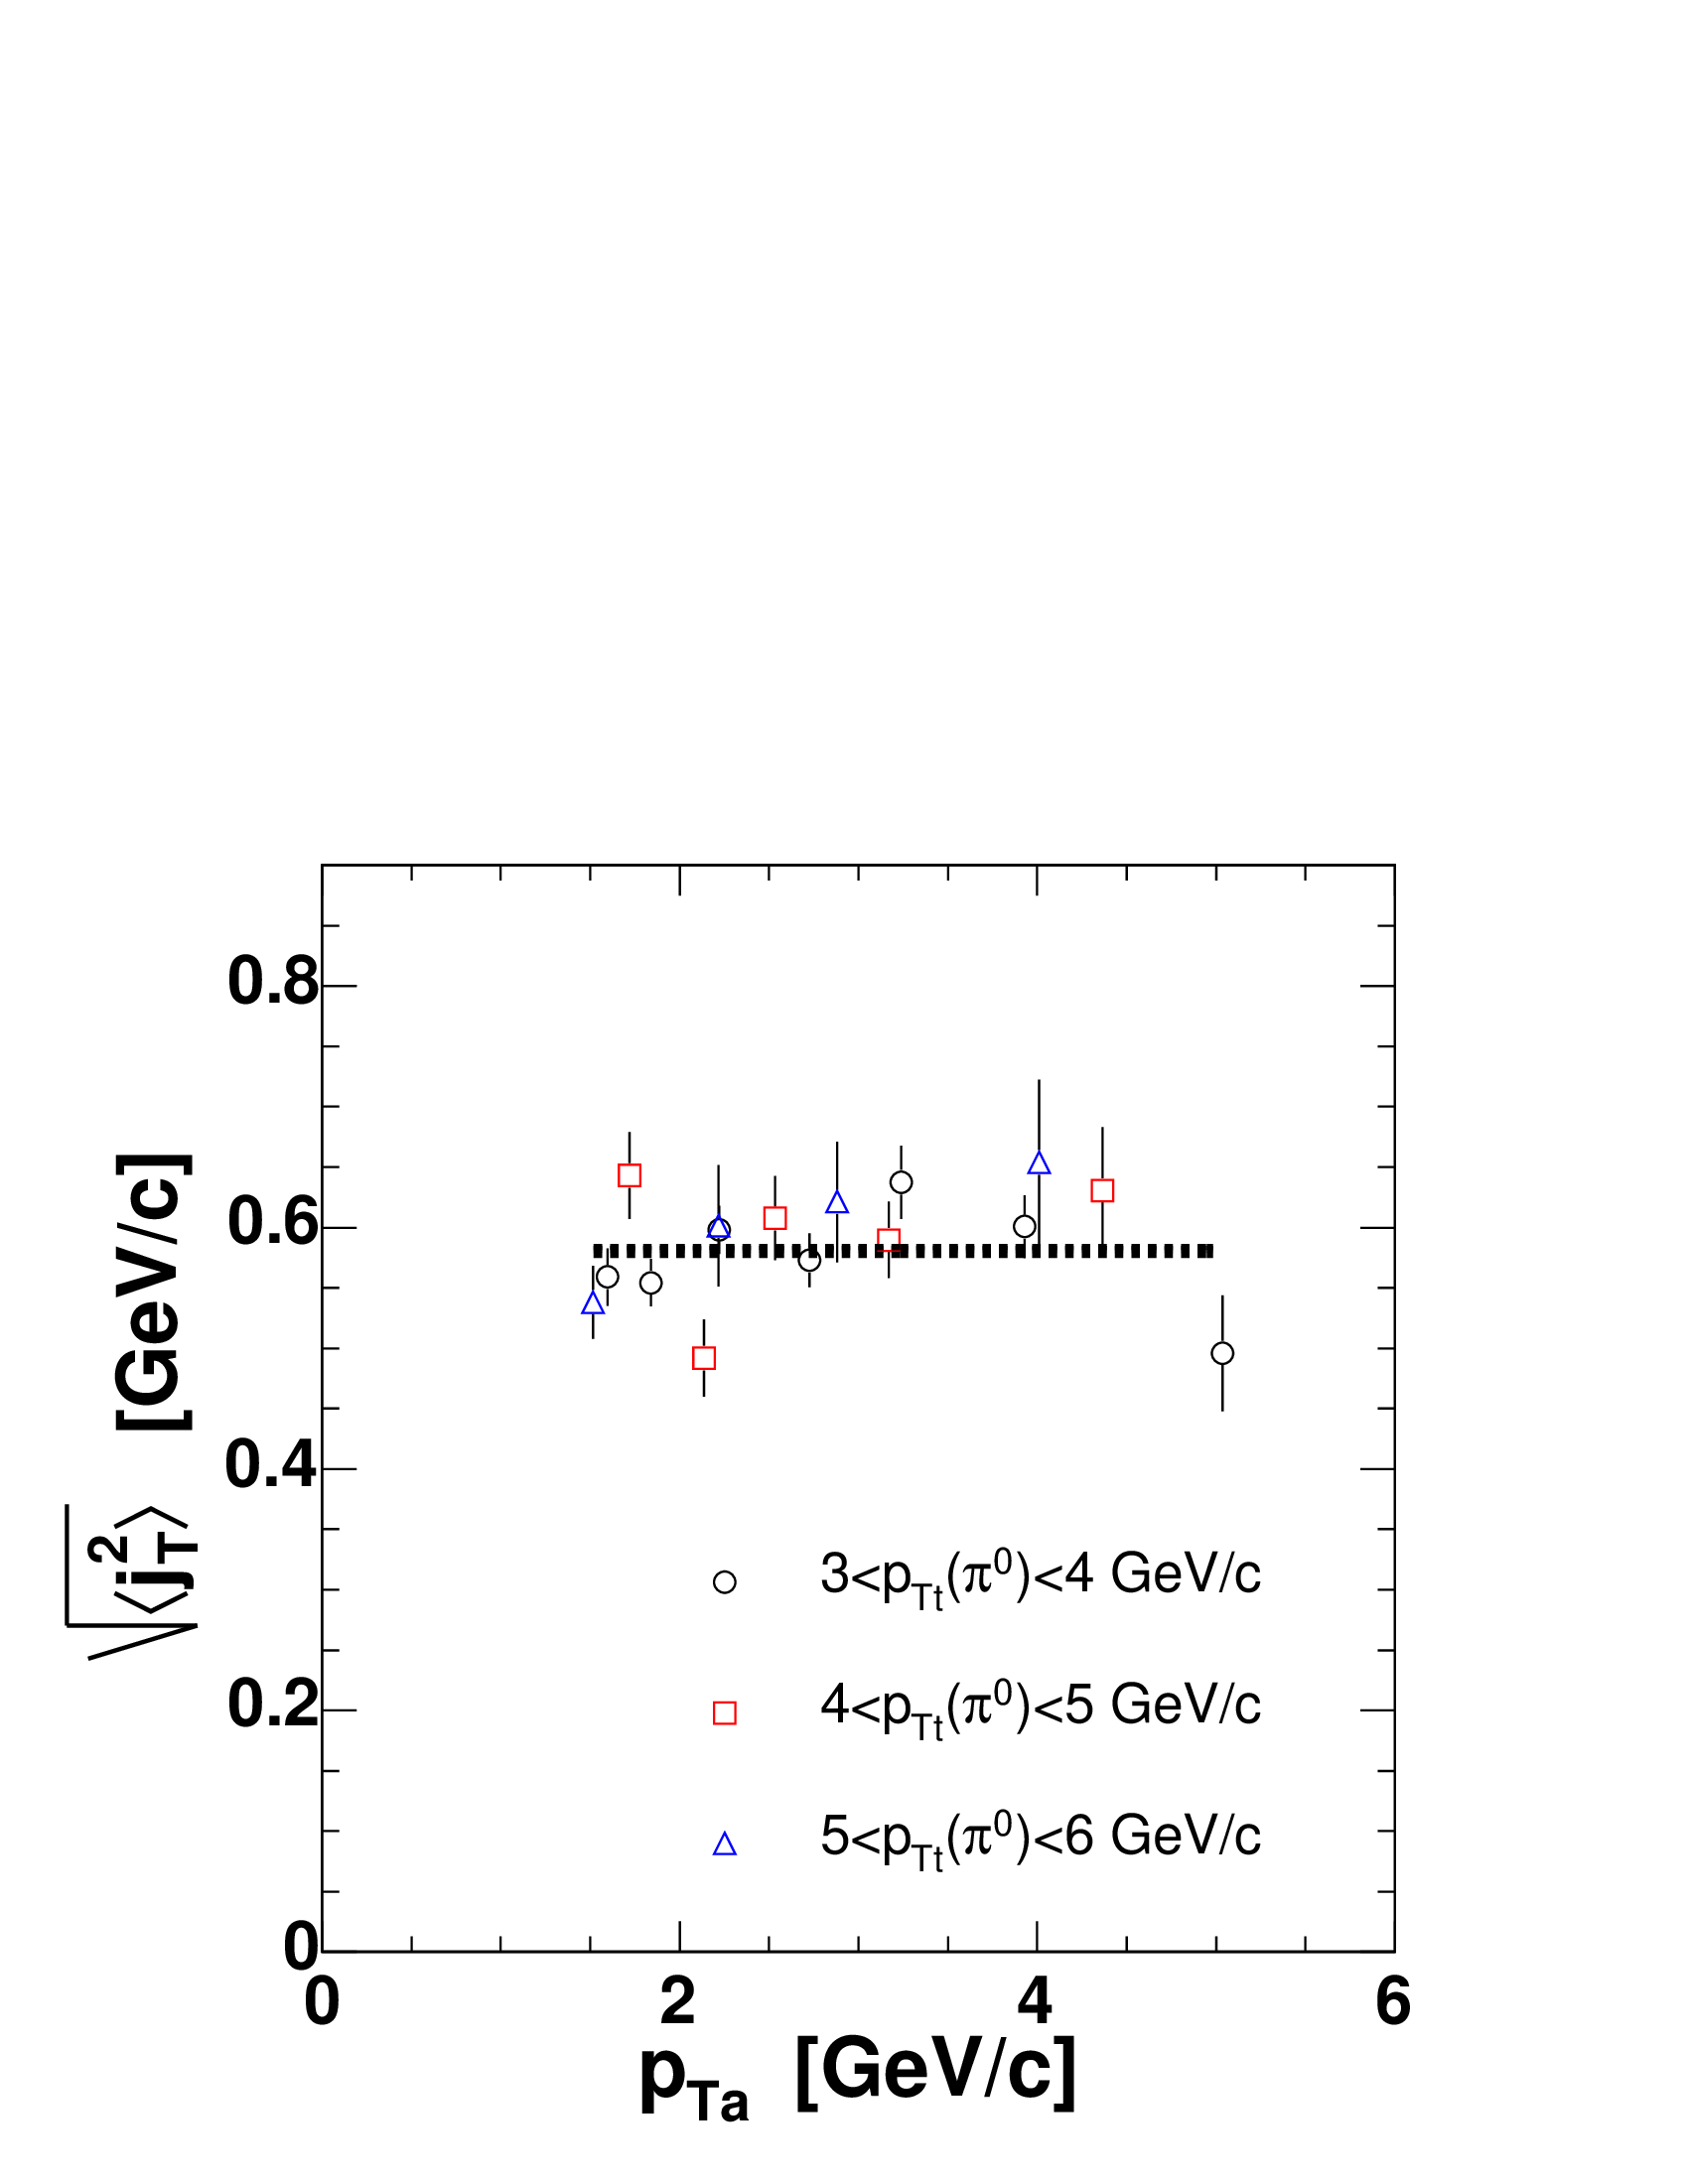 0.8
0.6
0.4
0.2
0
√⟨j_T^2⟩ [GeV/c]
3<p_Tt(π^0)<4 GeV/c
4<p_Tt(π^0)<5 GeV/c
5<p_Tt(π^0)<6 GeV/c
0 2 4 6
p_Ta [GeV/c]